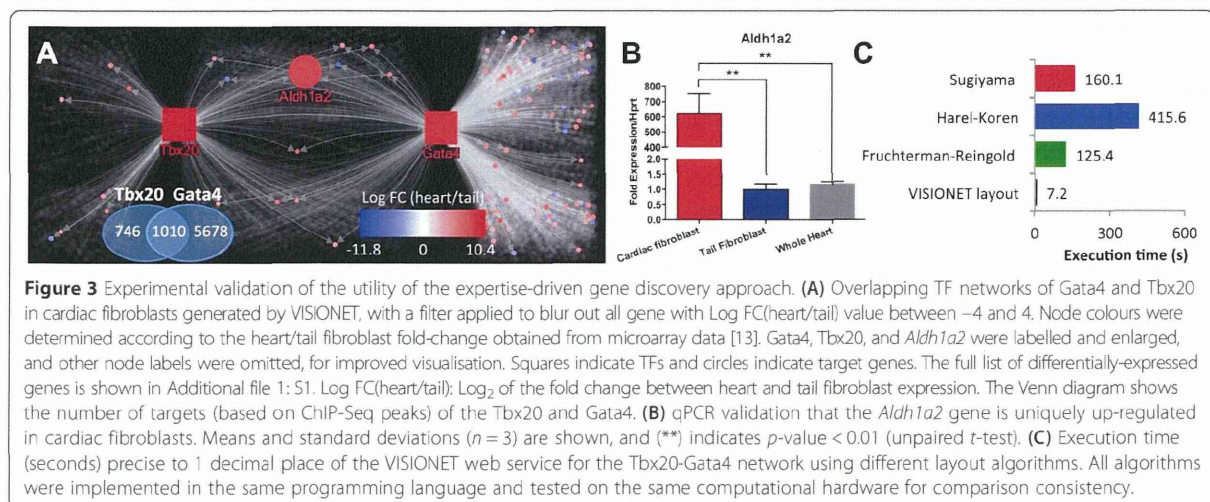 A
Aldh1a2
Tbx20
Gata4
Tbx20 Gata4
746 1010 5678
Log FC (heart/tail)
-11.8 0 10.4
B
Aldh1a2
**
**
Fold Expression/Hprt
800
700
600
500
400
2.0
1.5
1.0
0.5
0.0
Cardiac fibroblast
Tail Fibroblast
Whole Heart
C
Sugiyama 160.1
Harel-Koren 415.6
Fruchterman-Reingold 125.4
VISIONET layout 7.2
0 300 600
Execution time (s)
Figure 3 Experimental validation of the utility of the expertise-driven gene discovery approach. (A) Overlapping TF networks of Gata4 and Tbx20
in cardiac fibroblasts generated by VISIONET, with a filter applied to blur out all gene with Log FC(heart/tail) value between −4 and 4. Node colours were
determined according to the heart/tail fibroblast fold-change obtained from microarray data [13]. Gata4, Tbx20, and Aldh1a2 were labelled and enlarged,
and other node labels were omitted, for improved visualisation. Squares indicate TFs and circles indicate target genes. The full list of differentially-expressed
genes is shown in Additional file 1: S1. Log FC(heart/tail): Log2 of the fold change between heart and tail fibroblast expression. The Venn diagram shows
the number of targets (based on ChIP-Seq peaks) of the Tbx20 and Gata4. (B) qPCR validation that the Aldh1a2 gene is uniquely up-regulated
in cardiac fibroblasts. Means and standard deviations (n = 3) are shown, and (**) indicates p-value < 0.01 (unpaired t-test). (C) Execution time
(seconds) precise to 1 decimal place of the VISIONET web service for the Tbx20-Gata4 network using different layout algorithms. All algorithms
were implemented in the same programming language and tested on the same computational hardware for comparison consistency.